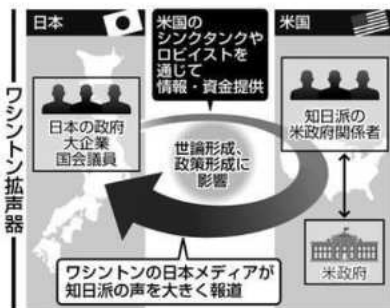 ワシントン拡声器
日本
米国
米国の
シンクタンクや
ロビイストを
通じて
情報・資金提供
日本の政府
大企業
国会議員
知日派の
米政府関係者
世論形成、
政策形成に
影響
米政府
ワシントンの日本メディアが
知日派の声を大きく報道